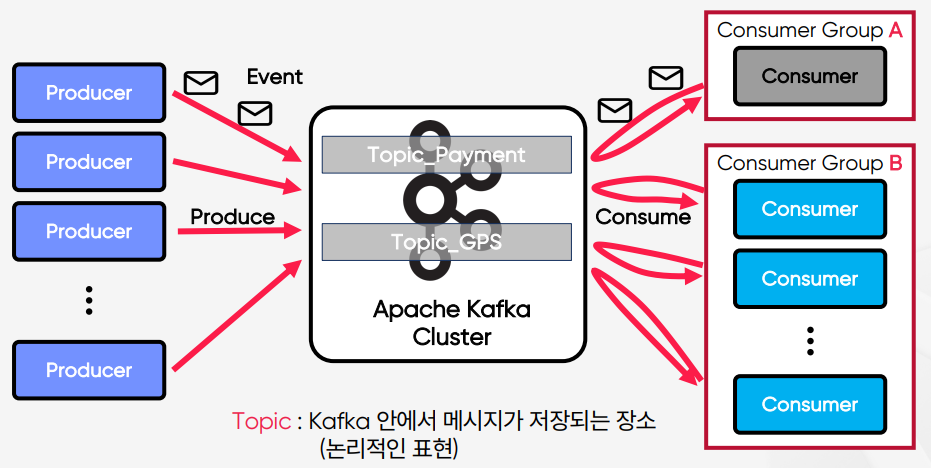 Producer
Producer
Producer
Producer
Event
Produce
Topic_Payment
Topic_GPS
Apache Kafka
Cluster
Consume
Consumer Group A
Consumer
Consumer Group B
Consumer
Consumer
Consumer
Topic : Kafka 안에서 메시지가 저장되는 장소
(논리적인 표현)